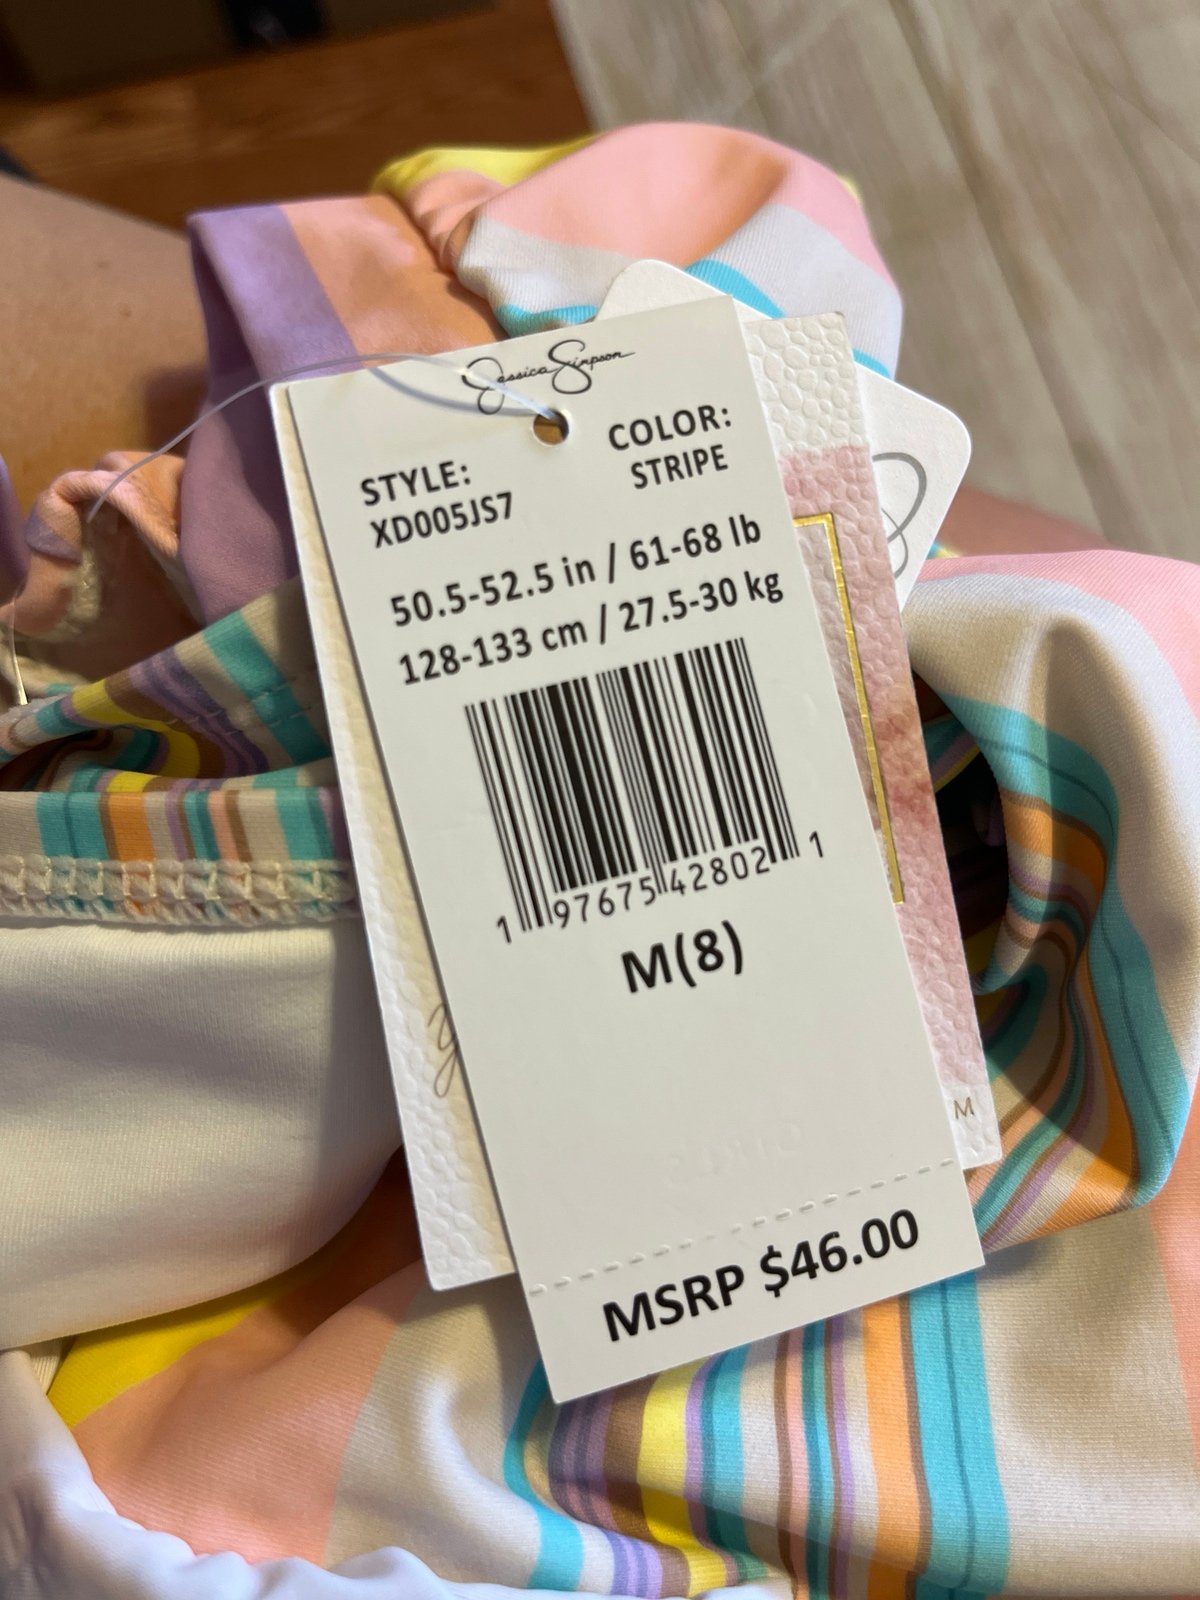 Jessica Simpson
STYLE:
XD005JS7
COLOR:
STRIPE
50.5-52.5 in / 61-68 lb
128-133 cm / 27.5-30 kg
1 97675 42802 1
M(8)
M
MSRP $46.00